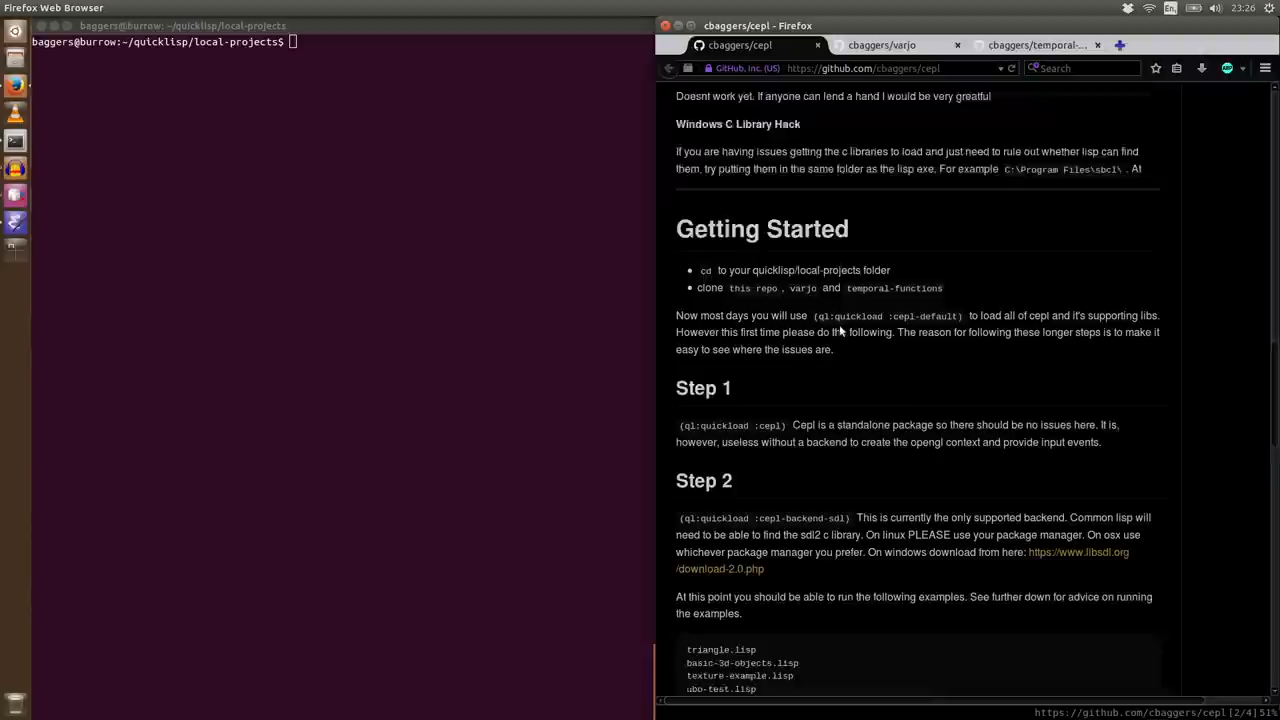 Firefox Web Browser
En
23:26
baggers@burrow: ~/quicklisp/local-projects
baggers@burrow:~/quicklisp/local-projects$
cbaggers/cepl - Firefox
cbaggers/cepl
cbaggers/varjo
cbaggers/temporal-...
GitHub, Inc. (US)
https://github.com/cbaggers/cepl
Search
ABP
Doesnt work yet. If anyone can lend a hand I would be very greatful
Windows C Library Hack
If you are having issues getting the c libraries to load and just need to rule out whether lisp can find
them, try putting them in the same folder as the lisp exe. For example C:\Program Files\sbcl\ . At
Getting Started
cd to your quicklisp/local-projects folder
clone this repo , varjo and temporal-functions
Now most days you will use (ql:quickload :cepl-default) to load all of cepl and it's supporting libs.
However this first time please do the following. The reason for following these longer steps is to make it
easy to see where the issues are.
Step 1
(ql:quickload :cepl) Cepl is a standalone package so there should be no issues here. It is,
however, useless without a backend to create the opengl context and provide input events.
Step 2
(ql:quickload :cepl-backend-sdl) This is currently the only supported backend. Common lisp will
need to be able to find the sdl2 c library. On linux PLEASE use your package manager. On osx use
whichever package manager you prefer. On windows download from here: https://www.libsdl.org
/download-2.0.php
At this point you should be able to run the following examples. See further down for advice on running
the examples.
triangle.lisp
basic-3d-objects.lisp
texture-example.lisp
ubo-test.lisp
https://github.com/cbaggers/cepl[2/4]51%